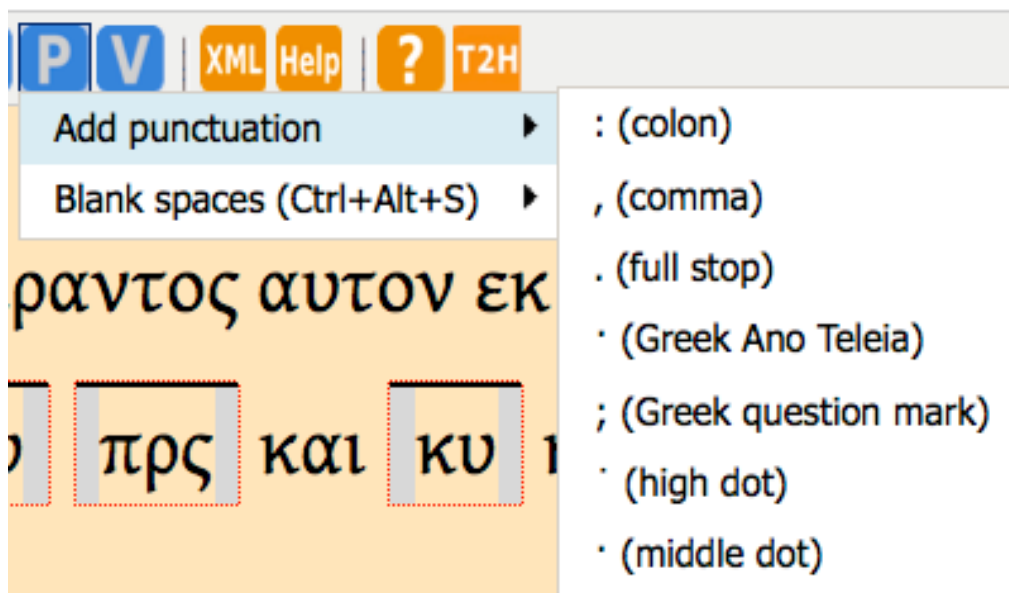 P V XML Help ? T2H
Add punctuation
Blank spaces (Ctrl+Alt+S)
: (colon)
, (comma)
. (full stop)
· (Greek Ano Teleia)
; (Greek question mark)
˙ (high dot)
· (middle dot)
ραντος αυτον εκ
πρς και κυ